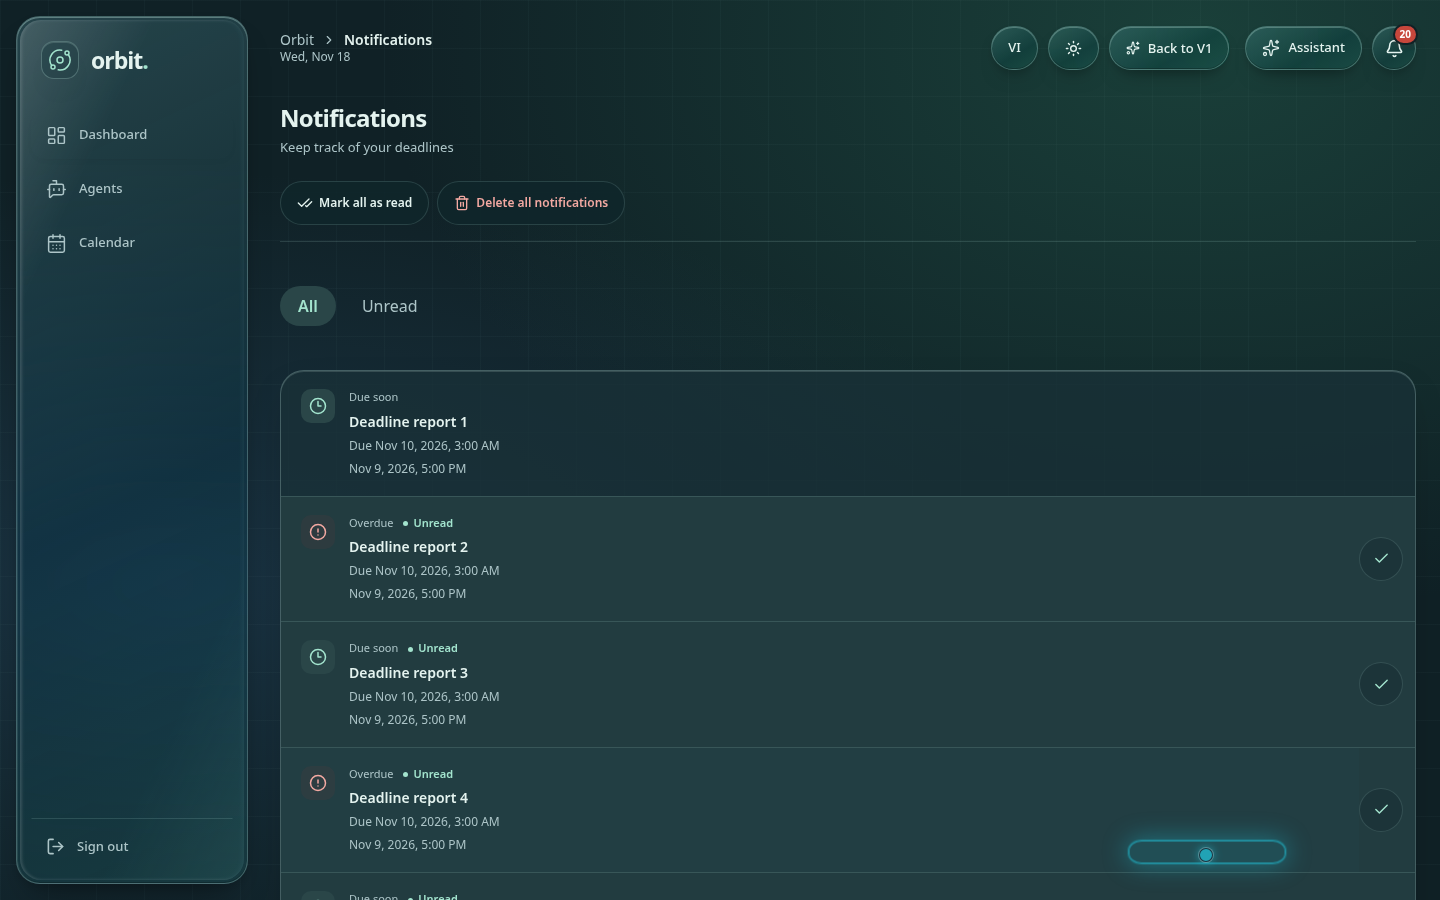 orbit.
Dashboard
Agents
Calendar
Sign out
Orbit > Notifications
Wed, Nov 18
VI
Back to V1
Assistant
20
Notifications
Keep track of your deadlines
Mark all as read
Delete all notifications
All
Unread
Due soon
Deadline report 1
Due Nov 10, 2026, 3:00 AM
Nov 9, 2026, 5:00 PM
Overdue • Unread
Deadline report 2
Due Nov 10, 2026, 3:00 AM
Nov 9, 2026, 5:00 PM
Due soon • Unread
Deadline report 3
Due Nov 10, 2026, 3:00 AM
Nov 9, 2026, 5:00 PM
Overdue • Unread
Deadline report 4
Due Nov 10, 2026, 3:00 AM
Nov 9, 2026, 5:00 PM
Due soon • Unread